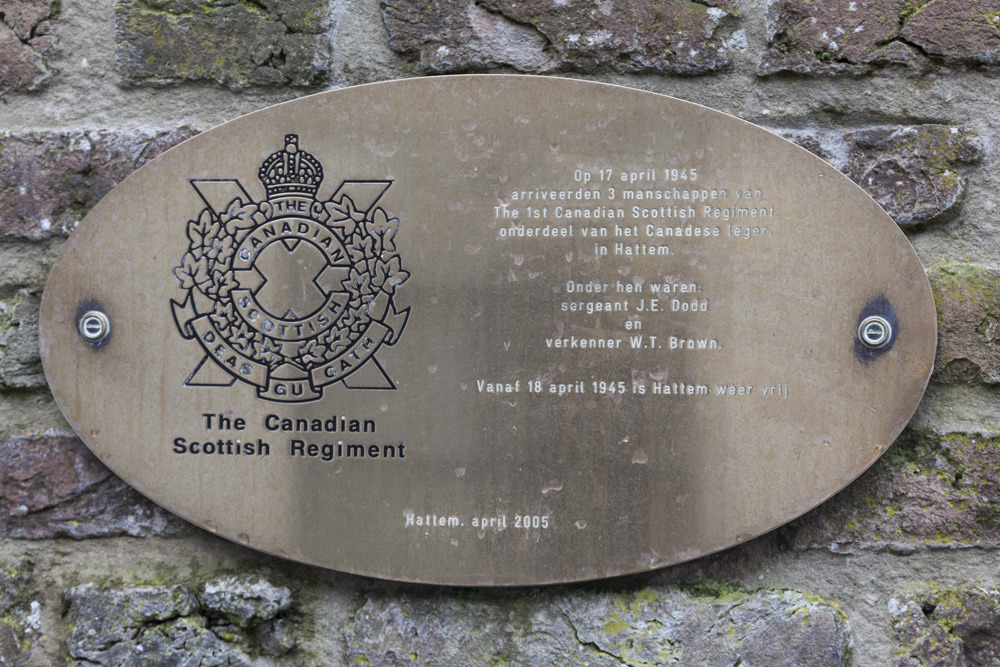 THE
CANADIAN
SCOTTISH
DEAS GU CATH
The Canadian
Scottish Regiment
Op 17 april 1945
arriveerden 3 manschappen van
The 1st Canadian Scottish Regiment
onderdeel van het Canadese leger,
in Hattem.
Onder hen waren:
sergeant J.E. Dodd
en
verkenner W.T. Brown.
Vanaf 18 april 1945 is Hattem weer vrij
Hattem, april 2005